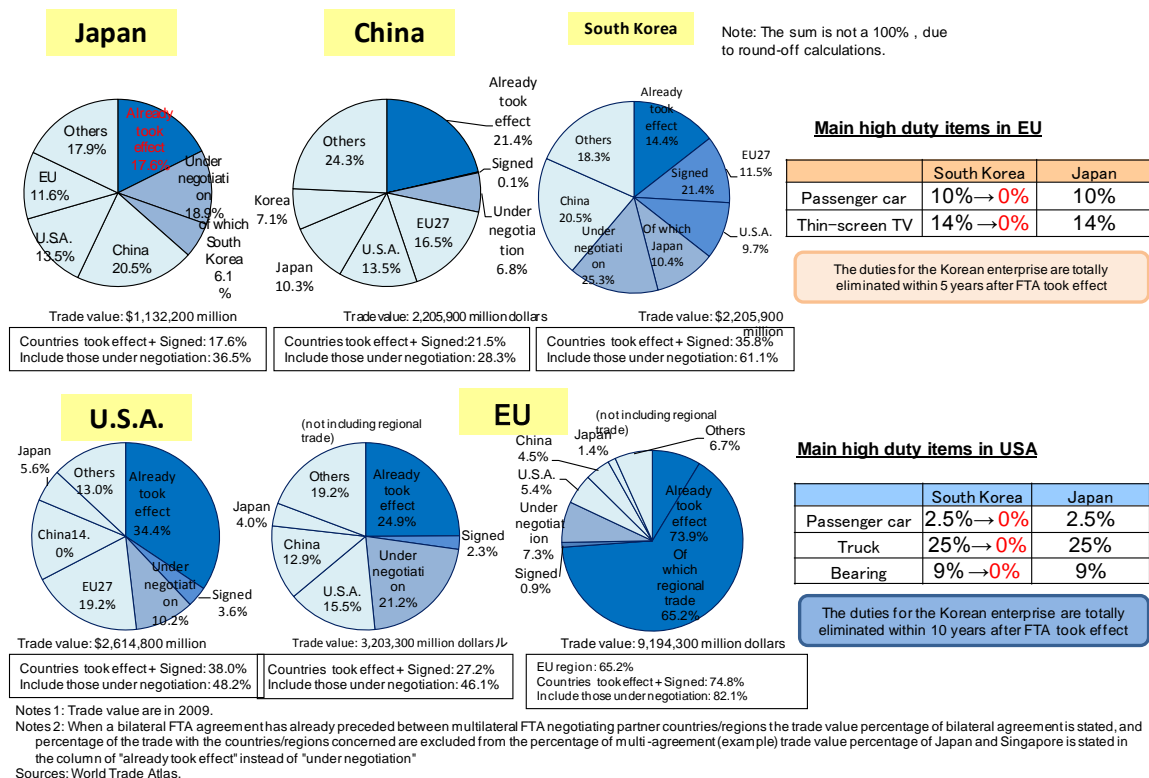 Japan
China
South Korea
Note: The sum is not a 100% , due
to round-off calculations.
Already
took
effect
17.6%
Under
negotiati
on
18.9%
of which
South
Korea
6.1
%
China
20.5%
U.S.A.
13.5%
EU
11.6%
Others
17.9%
Trade value: $1,132,200 million
Countries took effect + Signed: 17.6%
Include those under negotiation: 36.5%
Already
took
effect
21.4%
Signed
0.1%
Under
negotia
tion
6.8%
EU27
16.5%
U.S.A.
13.5%
Japan
10.3%
Korea
7.1%
Others
24.3%
Trade value: 2,205,900 million dollars
Countries took effect + Signed:21.5%
Include those under negotiation: 28.3%
Already
took
effect
14.4%
EU27
11.5%
Signed
21.4%
U.S.A.
9.7%
Of which
Japan
10.4%
Under
negotiati
on
25.3%
China
20.5%
Others
18.3%
Trade value: $2,205,900
million
Countries took effect + Signed: 35.8%
Include those under negotiation: 61.1%
Main high duty items in EU
South Korea Japan
Passenger car 10%→0% 10%
Thin-screen TV 14%→0% 14%
The duties for the Korean enterprise are totally
eliminated within 5 years after FTA took effect
U.S.A.
EU
Already
took
effect
34.4%
Signed
3.6%
Under
negotiati
on
10.2%
EU27
19.2%
China14.
0%
Japan
5.6%
Others
13.0%
Trade value: $2,614,800 million
Countries took effect + Signed: 38.0%
Include those under negotiation: 48.2%
(not including regional
trade)
Already
took
effect
24.9%
Signed
2.3%
Under
negotiation
21.2%
U.S.A.
15.5%
China
12.9%
Japan
4.0%
Others
19.2%
Trade value: 3,203,300 million dollarsル
Countries took effect + Signed: 27.2%
Include those under negotiation: 46.1%
(not including regional
trade)
Already
took effect
73.9%
Of which
regional
trade
65.2%
Signed
0.9%
Under
negotiat
ion
7.3%
U.S.A.
5.4%
China
4.5%
Japan
1.4%
Others
6.7%
Trade value: 9,194,300 million dollars
EU region: 65.2%
Countries took effect + Signed: 74.8%
Include those under negotiation: 82.1%
Main high duty items in USA
South Korea Japan
Passenger car 2.5%→0% 2.5%
Truck 25%→0% 25%
Bearing 9%→0% 9%
The duties for the Korean enterprise are totally
eliminated within 10 years after FTA took effect
Notes 1: Trade value are in 2009.
Notes 2: When a bilateral FTA agreement has already preceded between multilateral FTA negotiating partner countries/regions the trade value percentage of bilateral agreement is stated, and
percentage of the trade with the countries/regions concerned are excluded from the percentage of multi-agreement (example) trade value percentage of Japan and Singapore is stated in
the column of "already took effect" instead of "under negotiation"
Sources: World Trade Atlas.